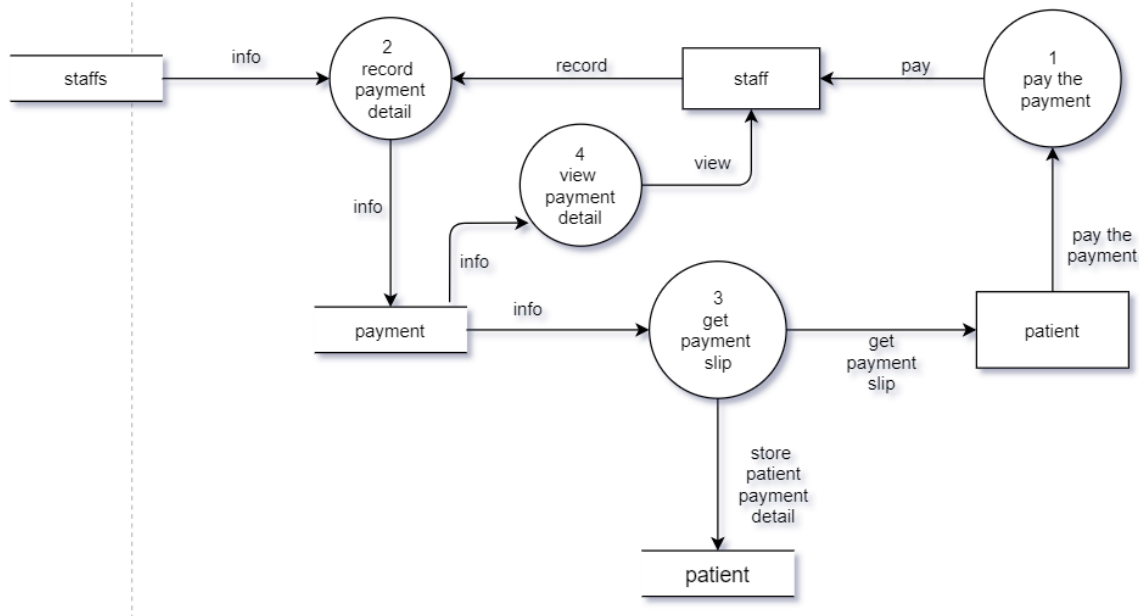 staffs
info
2
record
payment
detail
record
staff
pay
1
pay the
payment
4
view
payment
detail
view
info
info
pay the
payment
payment
info
3
get
payment
slip
get
payment
slip
patient
store
patient
payment
detail
patient